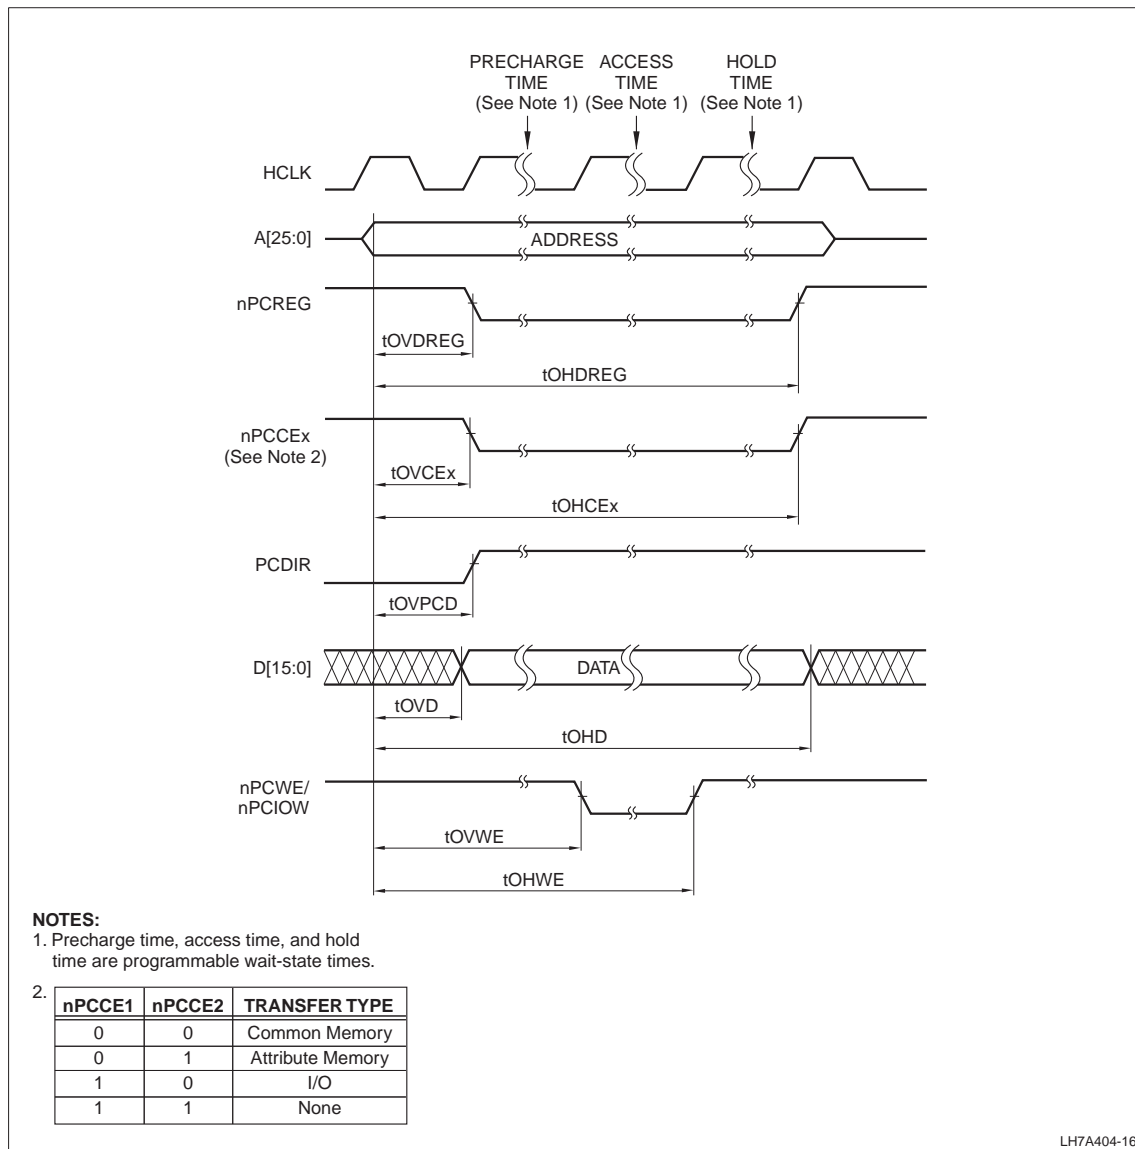 PRECHARGE TIME (See Note 1)
ACCESS TIME (See Note 1)
HOLD TIME (See Note 1)
HCLK
A[25:0]
ADDRESS
nPCREG
tOVDREG
tOHDREG
nPCCEx
(See Note 2)
tOVCEx
tOHCEx
PCDIR
tOVPCD
D[15:0]
DATA
tOVD
tOHD
nPCWE/
nPCIOW
tOVWE
tOHWE
NOTES:
1. Precharge time, access time, and hold
time are programmable wait-state times.
2.
nPCCE1 nPCCE2 TRANSFER TYPE
0 0 Common Memory
0 1 Attribute Memory
1 0 I/O
1 1 None
LH7A404-16